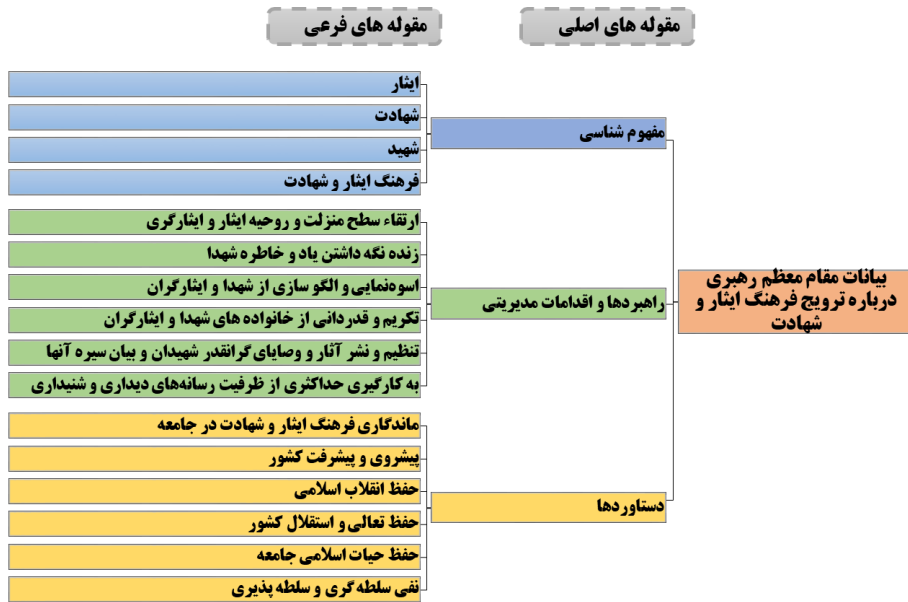 مقوله های اصلی
مقوله های فرعی
بیانات مقام معظم رهبری
درباره ترویج فرهنگ ایثار و
شهادت
مفهوم شناسی
ایثار
شهادت
شهید
فرهنگ ایثار و شهادت
راهبردها و اقدامات مدیریتی
ارتقاء سطح منزلت و روحیه ایثار و ایثارگری
زنده نگه داشتن یاد و خاطره شهدا
اسوه‌نمایی و الگو سازی از شهدا و ایثارگران
تکریم و قدردانی از خانواده های شهدا و ایثارگران
تنظیم و نشر آثار و وصایای گرانقدر شهیدان و بیان سیره آنها
به کارگیری حداکثری از ظرفیت رسانه‌های دیداری و شنیداری
دستاوردها
ماندگاری فرهنگ ایثار و شهادت در جامعه
پیشروی و پیشرفت کشور
حفظ انقلاب اسلامی
حفظ تعالی و استقلال کشور
حفظ حیات اسلامی جامعه
نفی سلطه گری و سلطه پذیری